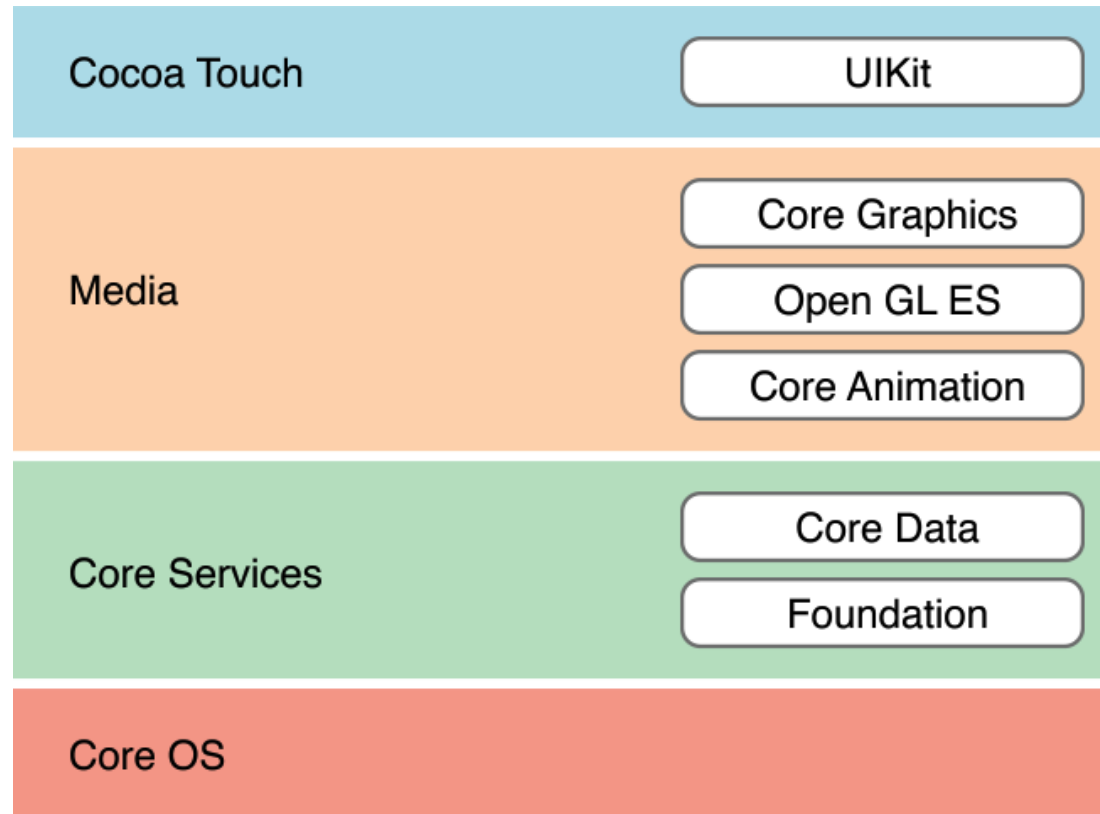 Cocoa Touch
UIKit
Media
Core Graphics
Open GL ES
Core Animation
Core Services
Core Data
Foundation
Core OS